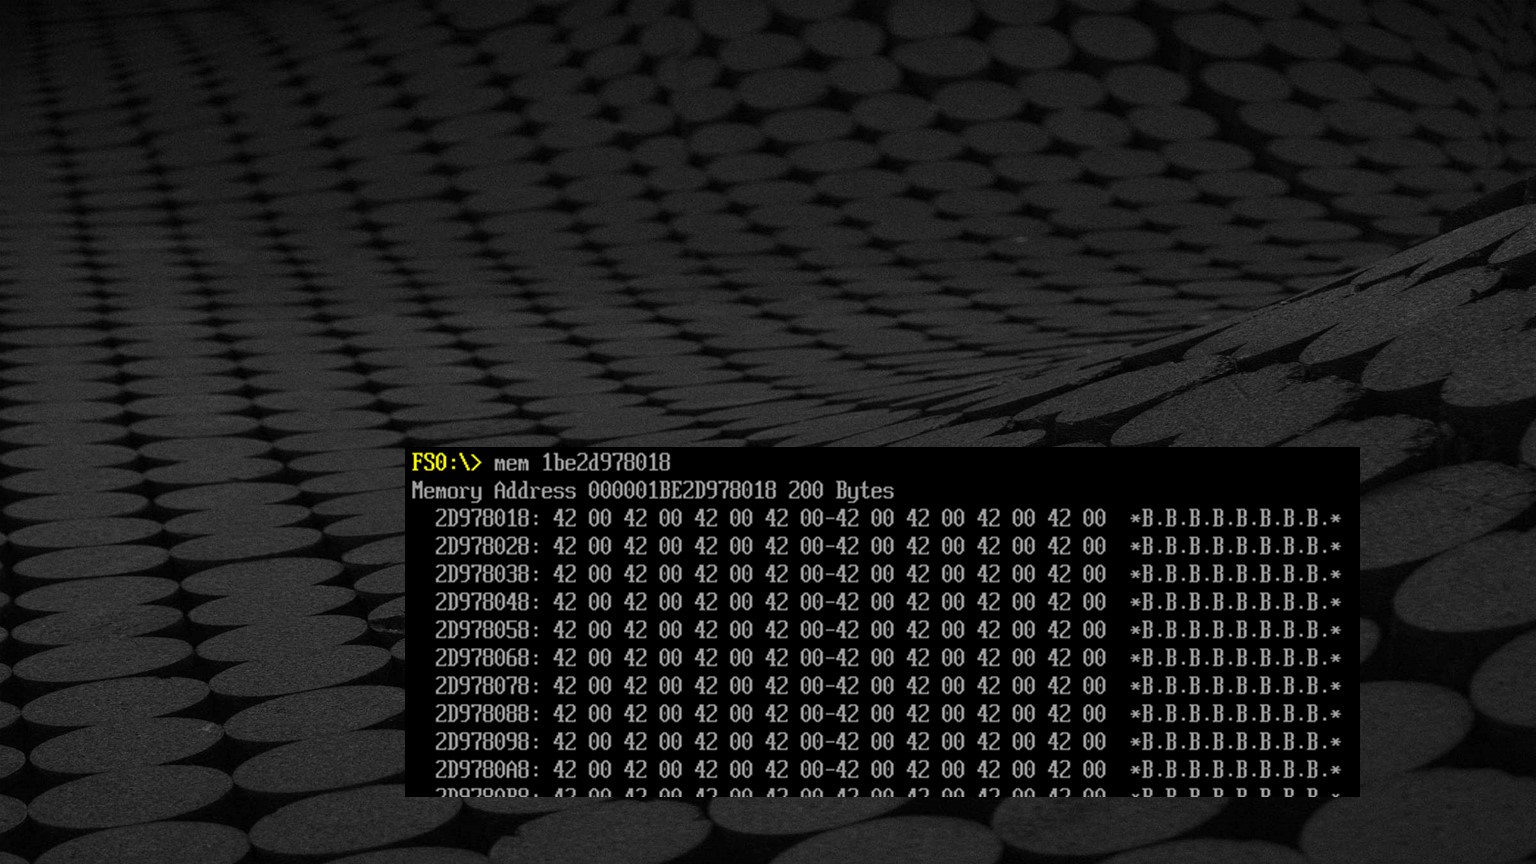 FS0:\> mem 1be2d978018
Memory Address 000001BE2D978018 200 Bytes
2D978018: 42 00 42 00 42 00 42 00-42 00 42 00 42 00 42 00 *B.B.B.B.B.B.B.B.*
2D978028: 42 00 42 00 42 00 42 00-42 00 42 00 42 00 42 00 *B.B.B.B.B.B.B.B.*
2D978038: 42 00 42 00 42 00 42 00-42 00 42 00 42 00 42 00 *B.B.B.B.B.B.B.B.*
2D978048: 42 00 42 00 42 00 42 00-42 00 42 00 42 00 42 00 *B.B.B.B.B.B.B.B.*
2D978058: 42 00 42 00 42 00 42 00-42 00 42 00 42 00 42 00 *B.B.B.B.B.B.B.B.*
2D978068: 42 00 42 00 42 00 42 00-42 00 42 00 42 00 42 00 *B.B.B.B.B.B.B.B.*
2D978078: 42 00 42 00 42 00 42 00-42 00 42 00 42 00 42 00 *B.B.B.B.B.B.B.B.*
2D978088: 42 00 42 00 42 00 42 00-42 00 42 00 42 00 42 00 *B.B.B.B.B.B.B.B.*
2D978098: 42 00 42 00 42 00 42 00-42 00 42 00 42 00 42 00 *B.B.B.B.B.B.B.B.*
2D9780A8: 42 00 42 00 42 00 42 00-42 00 42 00 42 00 42 00 *B.B.B.B.B.B.B.B.*